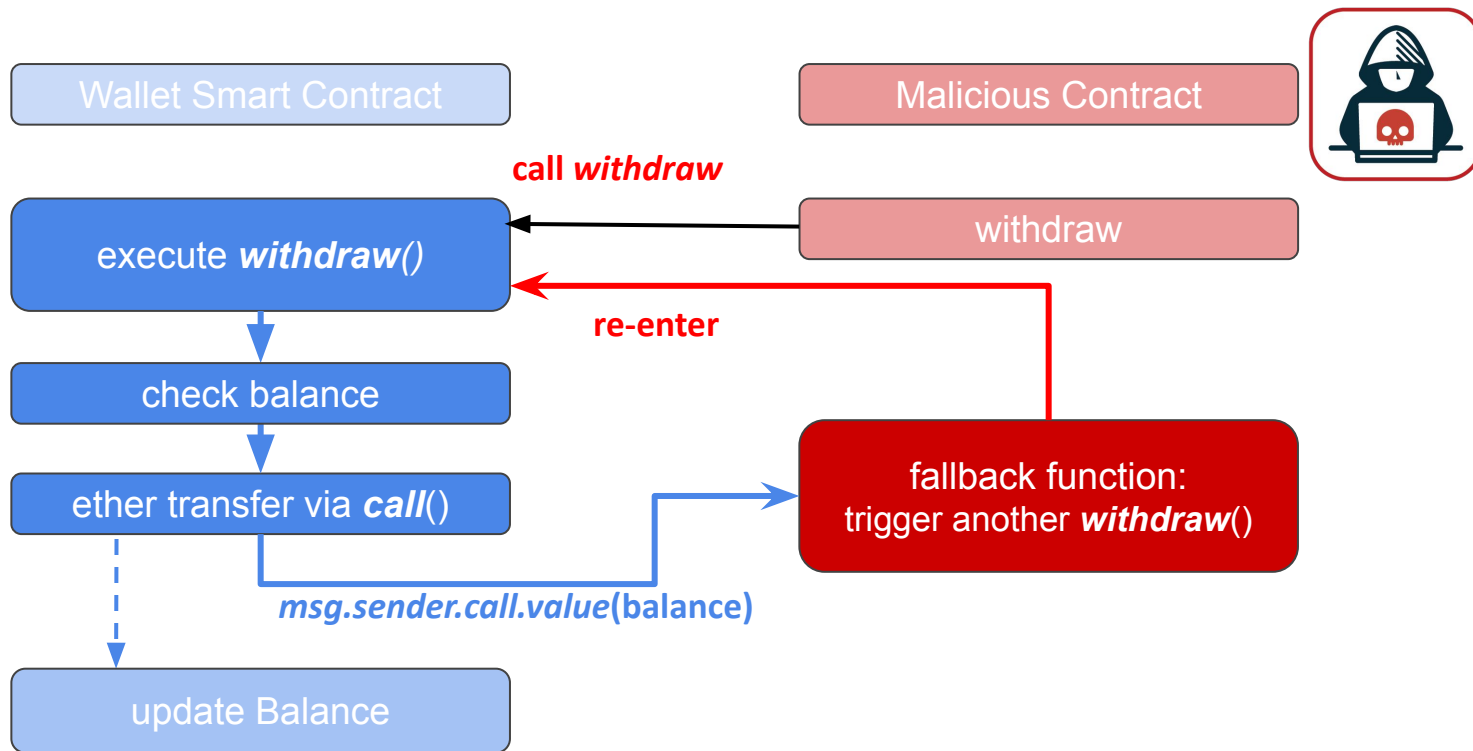 Wallet Smart Contract
Malicious Contract
call withdraw
execute withdraw()
withdraw
re-enter
check balance
ether transfer via call()
fallback function:
trigger another withdraw()
msg.sender.call.value(balance)
update Balance